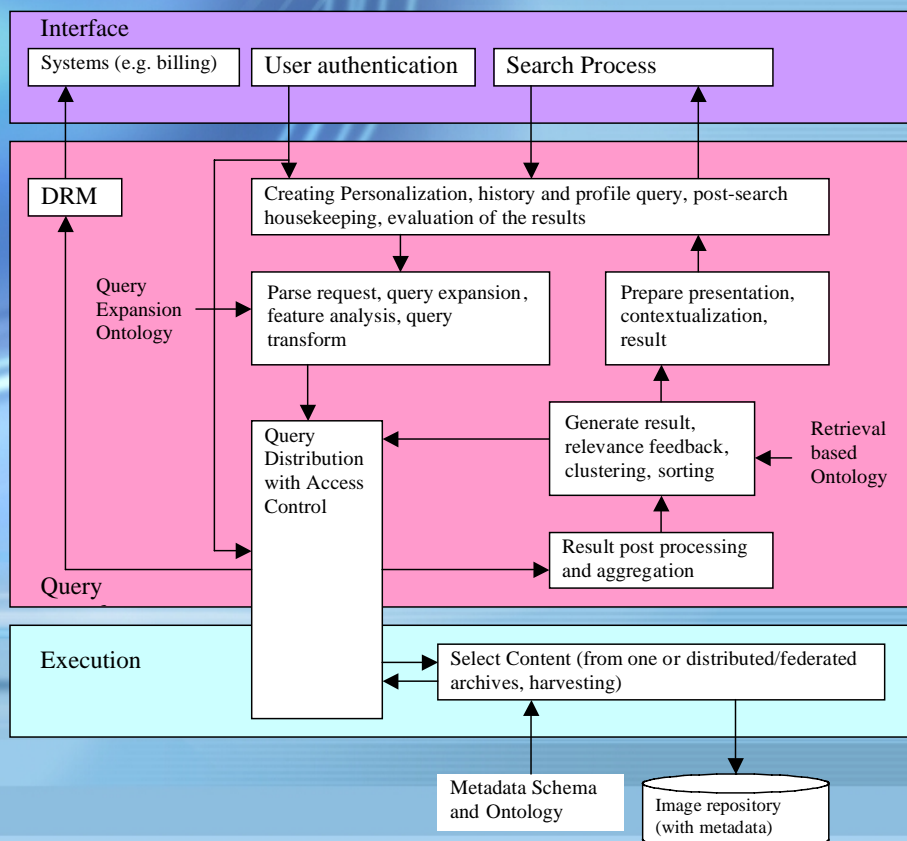 Interface
Systems (e.g. billing)
User authentication
Search Process
DRM
Creating Personalization, history and profile query, post-search
housekeeping, evaluation of the results
Query
Expansion
Ontology
Parse request, query expansion,
feature analysis, query
transform
Prepare presentation,
contextualization,
result
Query
Distribution
with Access
Control
Generate result,
relevance feedback,
clustering, sorting
Retrieval
based
Ontology
Result post processing
and aggregation
Query
Execution
Select Content (from one or distributed/federated
archives, harvesting)
Metadata Schema
and Ontology
Image repository
(with metadata)